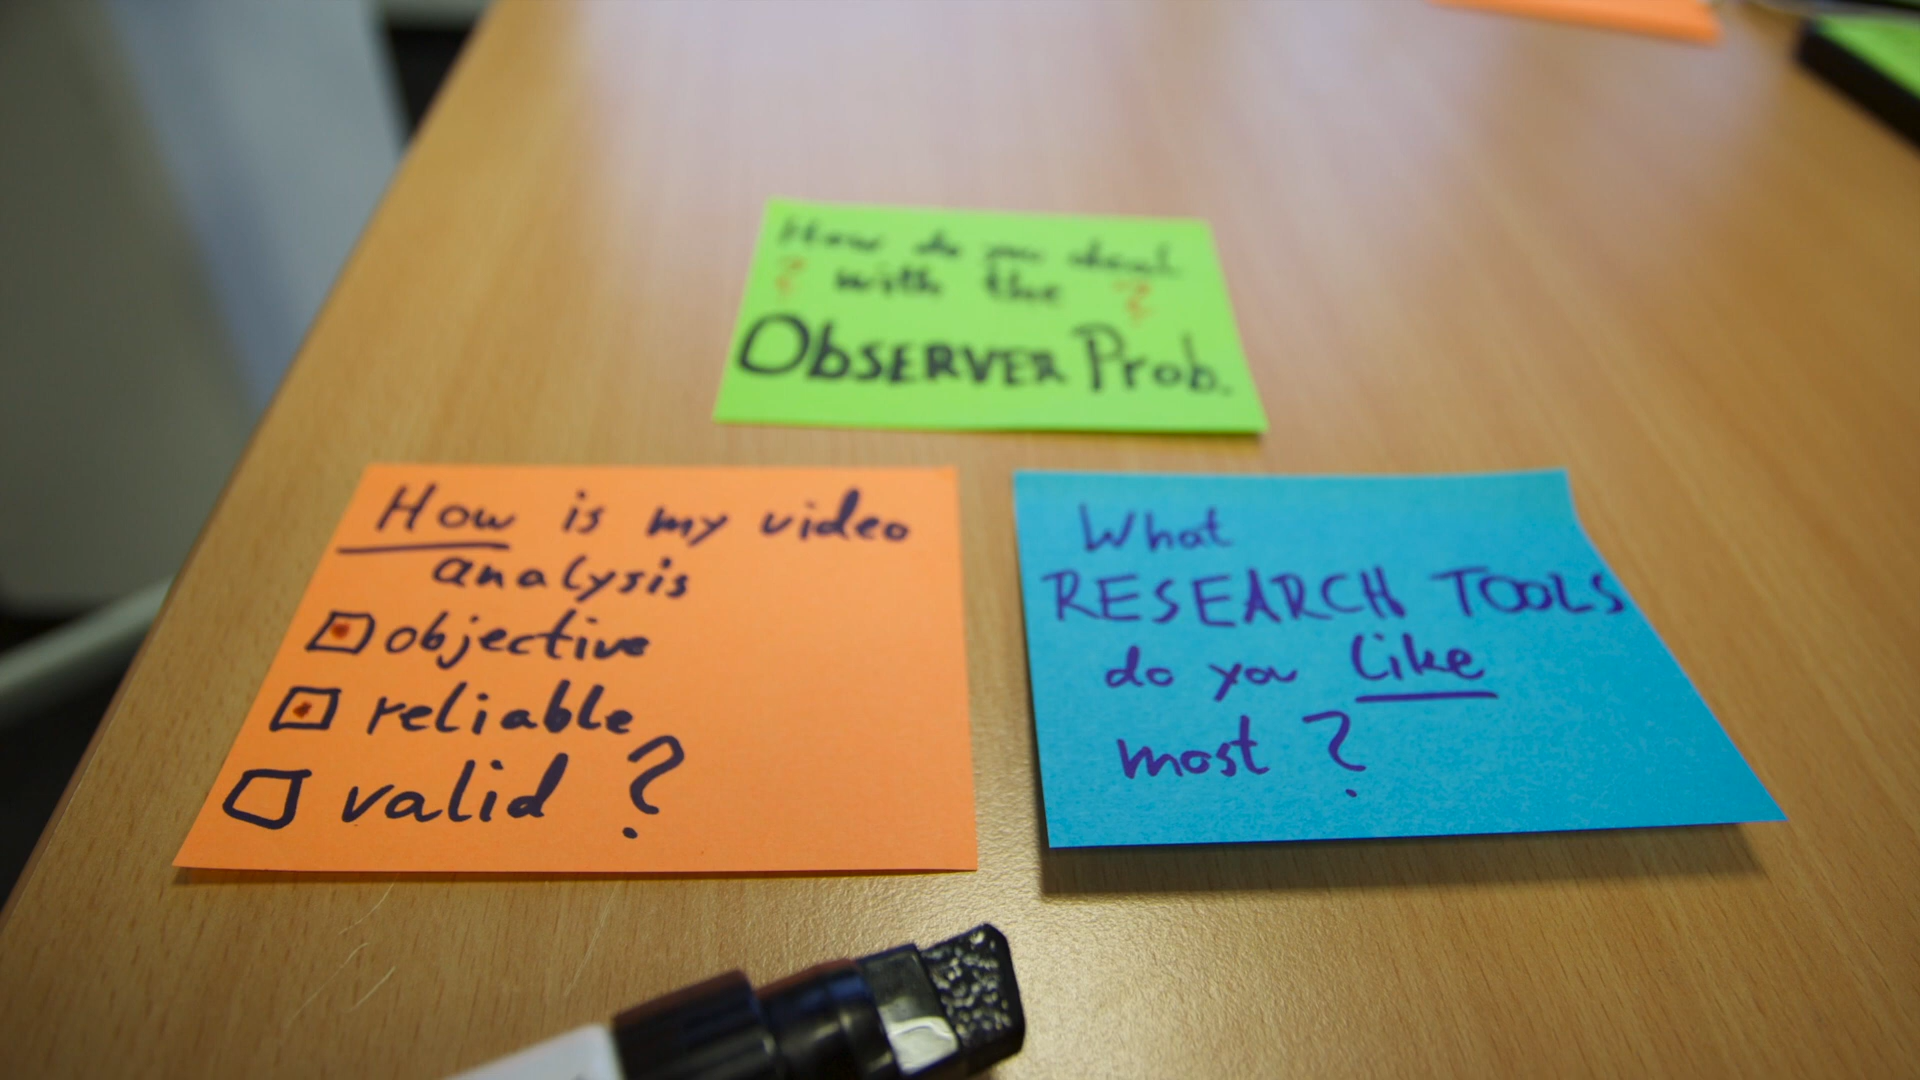 How do you deal
? with the ?
ObSERVER Prob.
How is my video
analysis
objective
reliable
valid ?
What
RESEARCH TOOLS
do you like
most ?